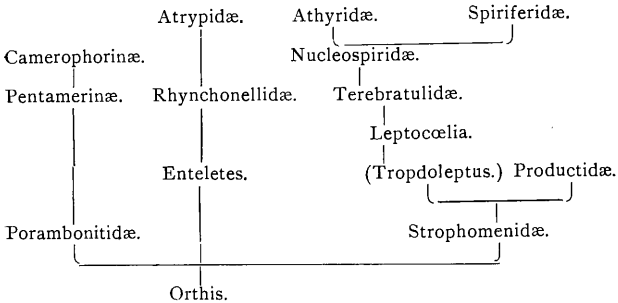 Atrypidæ. Athyridæ. Spiriferidæ.
Camerophorinæ. Nucleospiridæ.
Pentamerinæ. Rhynchonellidæ. Terebratulidæ.
Leptocœlia.
Enteletes. (Tropdoleptus.) Productidæ.
Porambonitidæ. Strophomenidæ.
Orthis.